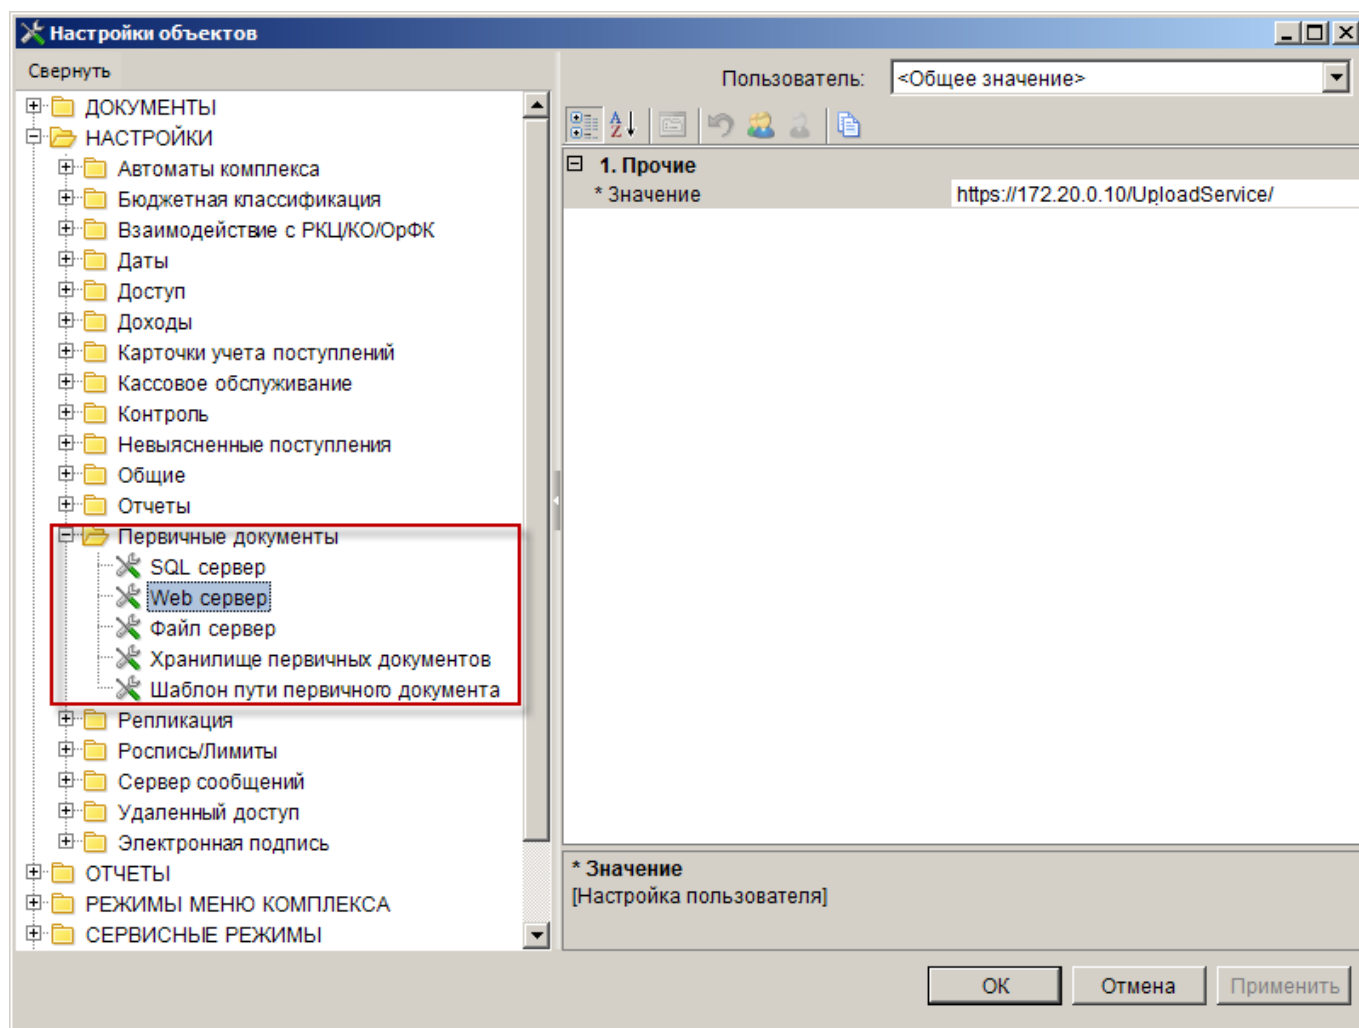 Настройки объектов
Свернуть
ДОКУМЕНТЫ
НАСТРОЙКИ
Автоматы комплекса
Бюджетная классификация
Взаимодействие с РКЦ/КО/ОрФК
Даты
Доступ
Доходы
Карточки учета поступлений
Кассовое обслуживание
Контроль
Невыясненные поступления
Общие
Отчеты
Первичные документы
SQL сервер
Web сервер
Файл сервер
Хранилище первичных документов
Шаблон пути первичного документа
Репликация
Роспись/Лимиты
Сервер сообщений
Удаленный доступ
Электронная подпись
ОТЧЕТЫ
РЕЖИМЫ МЕНЮ КОМПЛЕКСА
СЕРВИСНЫЕ РЕЖИМЫ
Пользователь: <Общее значение>
1. Прочие
* Значение https://172.20.0.10/UploadService/
* Значение
[Настройка пользователя]
ОК Отмена Применить